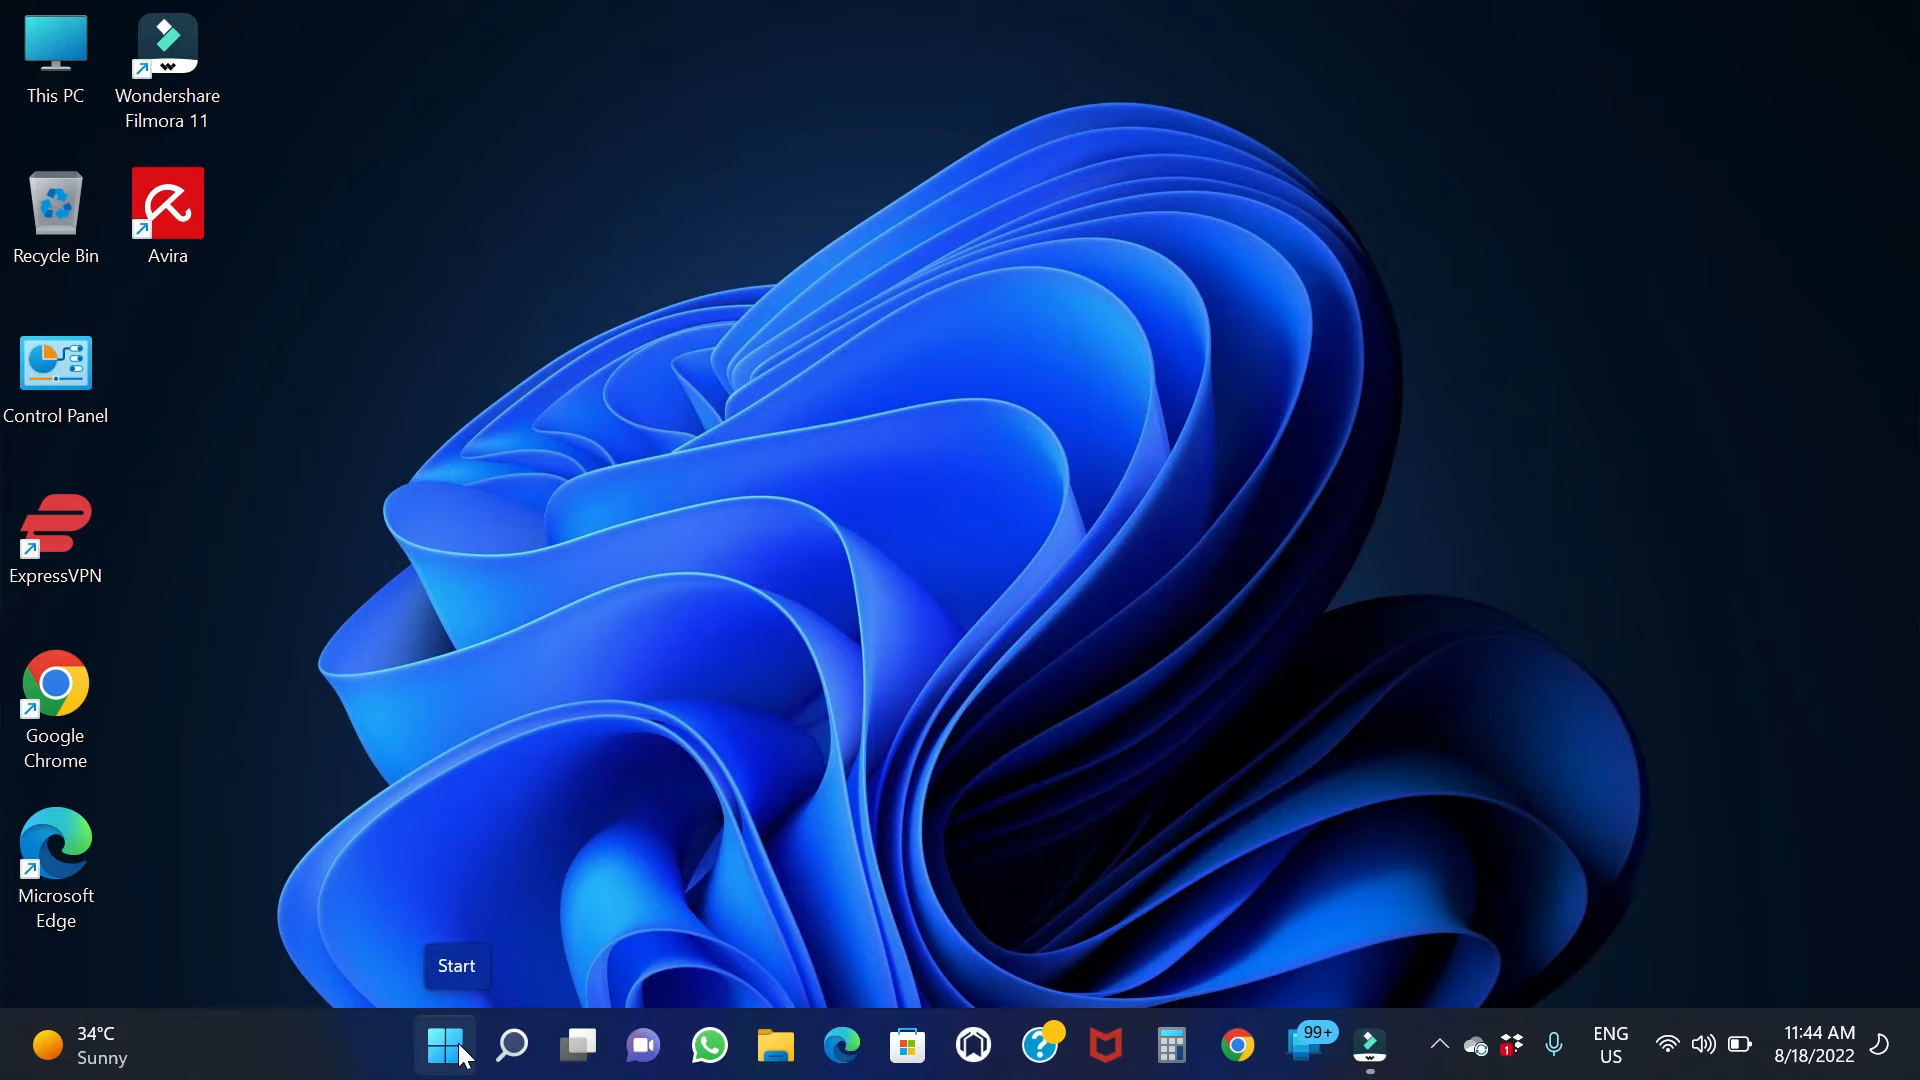 This PC
Wondershare
Filmora 11
Recycle Bin
Avira
Control Panel
ExpressVPN
Google
Chrome
Microsoft
Edge
Start
34°C
Sunny
99+
1
ENG
US
11:44 AM
8/18/2022